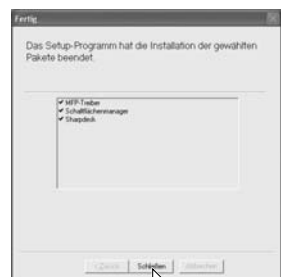 Fertig
Das Setup-Programm hat die Installation der gewählten
Pakete beendet.
MFP-Treiber
Schaltflächenmanager
Sharpdesk
< Zurück Schließen Abbrechen